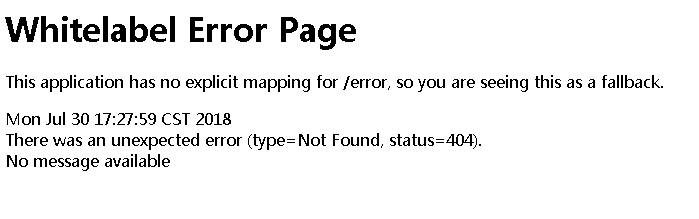 Whitelabel Error Page
This application has no explicit mapping for /error, so you are seeing this as a fallback.
Mon Jul 30 17:27:59 CST 2018
There was an unexpected error (type=Not Found, status=404).
No message available